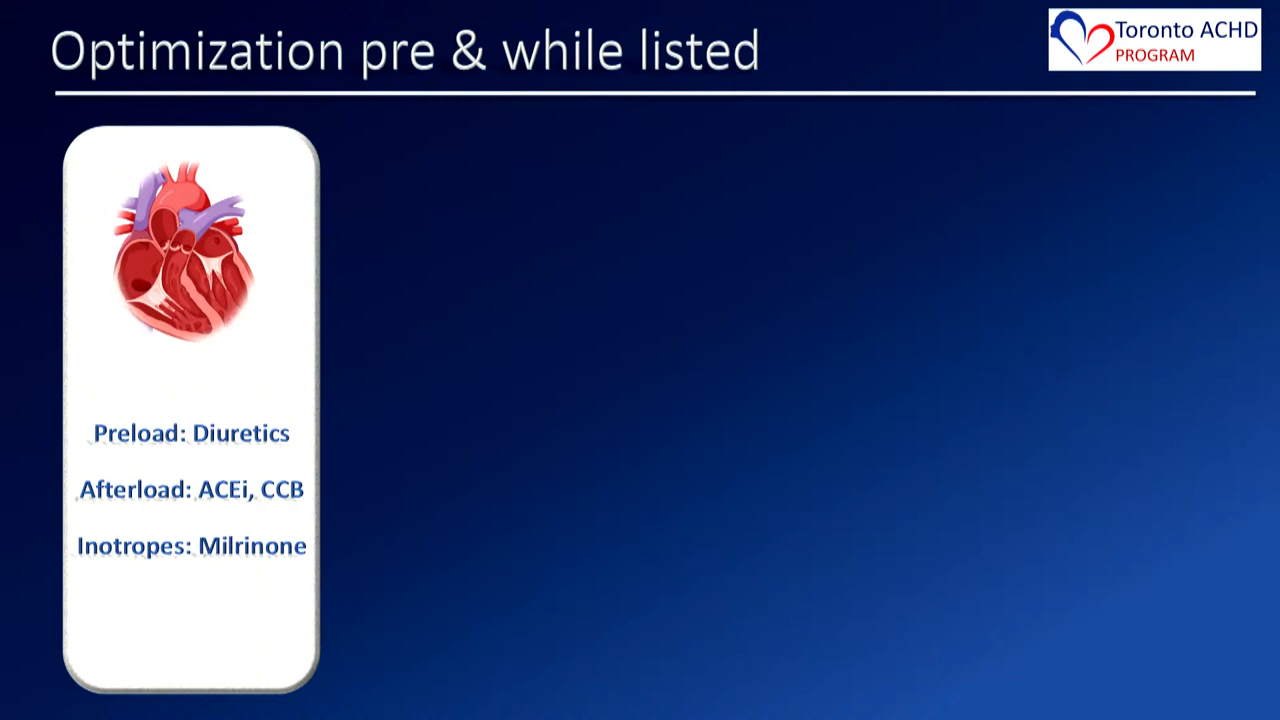 Optimization pre & while listed
Toronto ACHD
PROGRAM
Preload: Diuretics
Afterload: ACEi, CCB
Inotropes: Milrinone